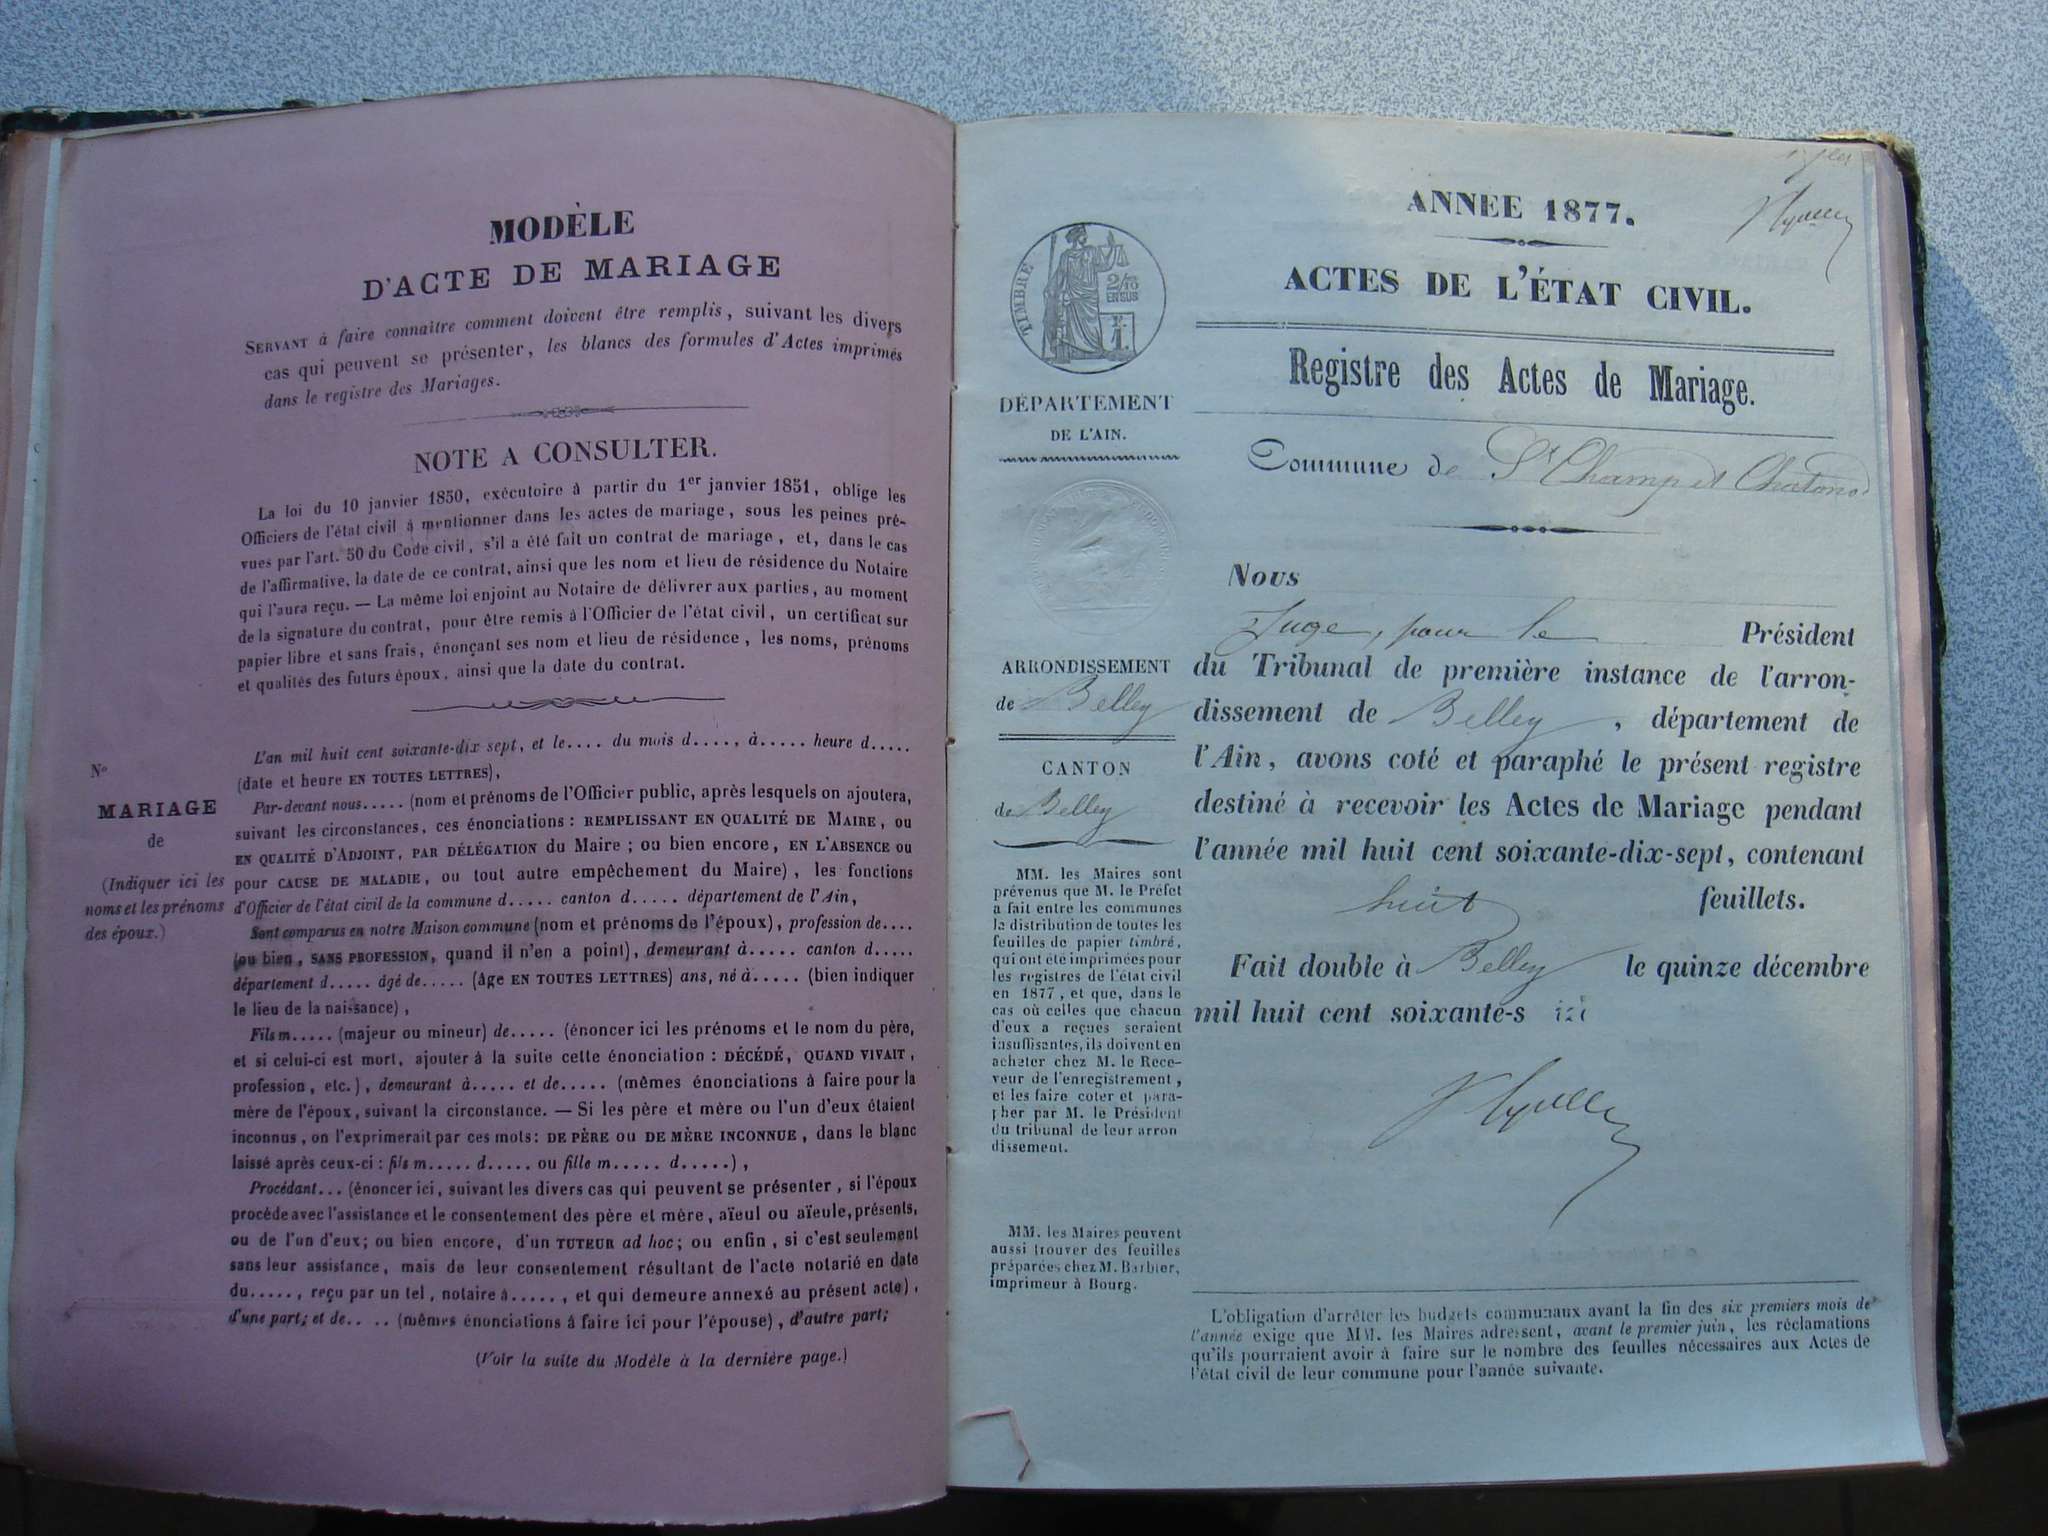 MODÈLE
D'ACTE DE MARIAGE
SERVANT à faire connaître comment doivent être remplis, suivant les divers
cas qui peuvent se présenter, les blancs des formules d'Actes imprimés
dans le registre des Mariages.
NOTE A CONSULTER.
La loi du 10 janvier 1850, exécutoire à partir du 1er janvier 1851, oblige les
Officiers de l'état civil à mentionner dans les actes de mariage, sous les peines pré-
vues par l'art. 50 du Code civil, s'il a été fait un contrat de mariage, et, dans le cas
de l'affirmative, la date de ce contrat, ainsi que les nom et lieu de résidence du Notaire
qui l'aura reçu. — La même loi enjoint au Notaire de délivrer aux parties, au moment
de la signature du contrat, pour être remis à l'Officier de l'état civil, un certificat sur
papier libre et sans frais, énonçant ses nom et lieu de résidence, les noms, prénoms
et qualités des futurs époux, ainsi que la date du contrat.
No
MARIAGE
de
(Indiquer ici les
noms et les prénoms
des époux.)
L'an mil huit cent soixante-dix sept, et le.... du mois d...., à..... heure d.....
(date et heure EN TOUTES LETTRES),
Par-devant nous..... (nom et prénoms de l'Officier public, après lesquels on ajoutera,
suivant les circonstances, ces énonciations : REMPLISSANT EN QUALITÉ DE MAIRE, ou
EN QUALITÉ D'ADJOINT, PAR DÉLÉGATION du Maire ; ou bien encore, EN L'ABSENCE ou
pour CAUSE DE MALADIE, ou tout autre empêchement du Maire), les fonctions
d'Officier de l'état civil de la commune d..... canton d..... département de l'Ain,
Sont comparus en notre Maison commune (nom et prénoms de l'époux), profession de....
(ou bien, SANS PROFESSION, quand il n'en a point), demeurant à..... canton d.....
département d..... âgé de..... (âge EN TOUTES LETTRES) ans, né à..... (bien indiquer
le lieu de la naissance),
Fils m..... (majeur ou mineur) de..... (énoncer ici les prénoms et le nom du père,
et si celui-ci est mort, ajouter à la suite cette énonciation : DÉCÉDÉ, QUAND VIVAIT,
profession, etc.), demeurant à..... et de..... (mêmes énonciations à faire pour la
mère de l'époux, suivant la circonstance. — Si les père et mère ou l'un d'eux étaient
inconnus, on l'exprimerait par ces mots : DE PÈRE OU DE MÈRE INCONNUE, dans le blanc
laissé après ceux-ci : fils m..... d..... ou fille m..... d.....),
Procédant... (énoncer ici, suivant les divers cas qui peuvent se présenter, si l'époux
procède avec l'assistance et le consentement des père et mère, aïeul ou aïeule, présents,
ou de l'un d'eux; ou bien encore, d'un TUTEUR ad hoc; ou enfin, si c'est seulement
sans leur assistance, mais de leur consentement résultant de l'acte notarié en date
du....., reçu par un tel, notaire à....., et qui demeure annexé au présent acte),
d'une part; et de.. .. (mêmes énonciations à faire ici pour l'épouse), d'autre part;
(Voir la suite du Modèle à la dernière page.)
TIMBRE
2/10
EN SUS
DÉPARTEMENT
DE L'AIN.
ARRONDISSEMENT
de Belley
CANTON
de Belley
MM. les Maires sont
prévenus que M. le Préfet
a fait entre les communes
la distribution de toutes les
feuilles de papier timbré,
qui ont été imprimées pour
les registres de l'état civil
en 1877, et que, dans le
cas où celles que chacun
d'eux a reçues seraient
insuffisantes, ils doivent en
acheter chez M. le Rece-
veur de l'enregistrement,
et les faire coter et para-
pher par M. le Président
du tribunal de leur arron
dissement.
MM. les Maires peuvent
aussi trouver des feuilles
préparées chez M. Barbier,
imprimeur à Bourg.
ANNÉE 1877.
ACTES DE L'ÉTAT CIVIL.
Registre des Actes de Mariage.
Commune de St Champ et Chatonod
Nous
Juge, pour le Président
du Tribunal de première instance de l'arron-
dissement de Belley, département de
l'Ain, avons coté et paraphé le présent registre
destiné à recevoir les Actes de Mariage pendant
l'année mil huit cent soixante-dix-sept, contenant
huit feuillets.
Fait double à Belley le quinze décembre
mil huit cent soixante-s
L'obligation d'arrêter les budgets communaux avant la fin des six premiers mois de
l'année exige que MM. les Maires adressent, avant le premier juin, les réclamations
qu'ils pourraient avoir à faire sur le nombre des feuilles nécessaires aux Actes de
l'état civil de leur commune pour l'année suivante.